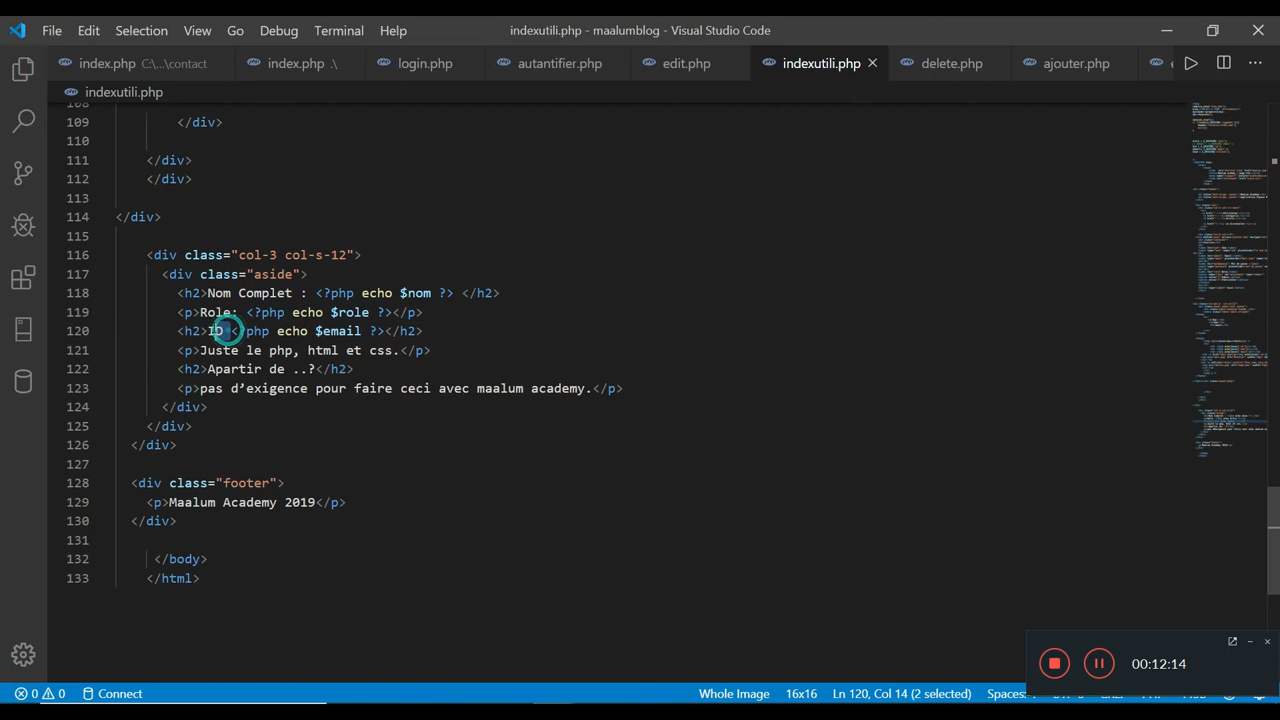 File Edit Selection View Go Debug Terminal Help indexutili.php - maalumblog - Visual Studio Code
index.php C:\...\contact index.php .\ login.php autantifier.php edit.php indexutili.php delete.php ajouter.php
indexutili.php
108
109 </div>
110
111 </div>
112 </div>
113
114 </div>
115
116 <div class="col-3 col-s-12">
117 <div class="aside">
118 <h2>Nom Complet : <?php echo $nom ?> </h2>
119 <p>Role: <?php echo $role ?></p>
120 <h2>ID <?php echo $email ?></h2>
121 <p>Juste le php, html et css.</p>
122 <h2>Apartir de ..?</h2>
123 <p>pas d’exigence pour faire ceci avec maalum academy.</p>
124 </div>
125 </div>
126 </div>
127
128 <div class="footer">
129 <p>Maalum Academy 2019</p>
130 </div>
131
132 </body>
133 </html>
00:12:14
0 0 Connect Whole Image 16x16 Ln 120, Col 14 (2 selected) Spaces: